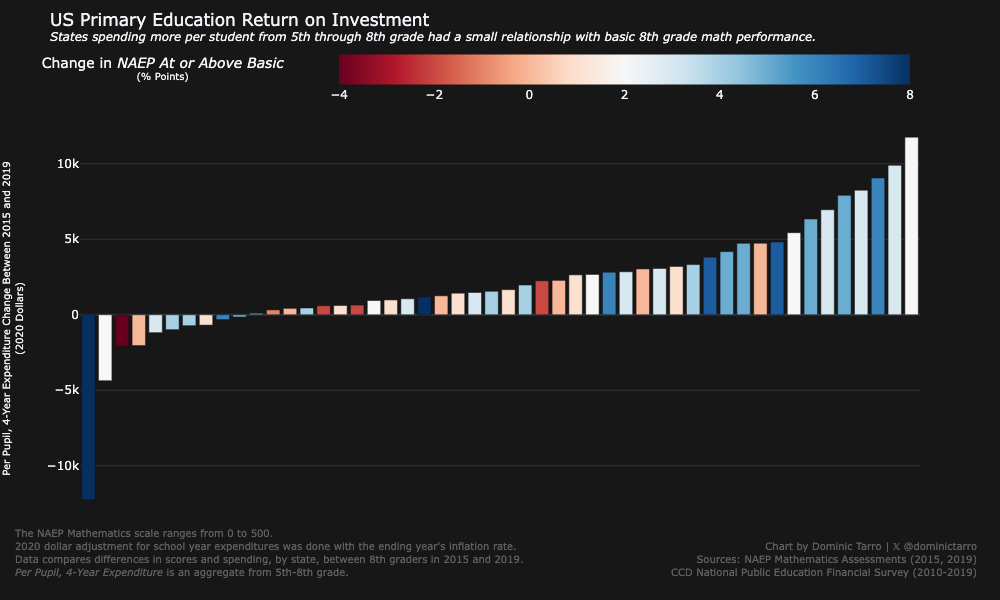 US Primary Education Return on Investment
States spending more per student from 5th through 8th grade had a small relationship with basic 8th grade math performance.
Change in NAEP At or Above Basic
(% Points)
−4 −2 0 2 4 6 8
Per Pupil, 4-Year Expenditure Change Between 2015 and 2019
(2020 Dollars)
10k
5k
0
−5k
−10k
The NAEP Mathematics scale ranges from 0 to 500.
2020 dollar adjustment for school year expenditures was done with the ending year's inflation rate.
Data compares differences in scores and spending, by state, between 8th graders in 2015 and 2019.
Per Pupil, 4-Year Expenditure is an aggregate from 5th-8th grade.
Chart by Dominic Tarro | 𝕏 @dominictarro
Sources: NAEP Mathematics Assessments (2015, 2019)
CCD National Public Education Financial Survey (2010-2019)